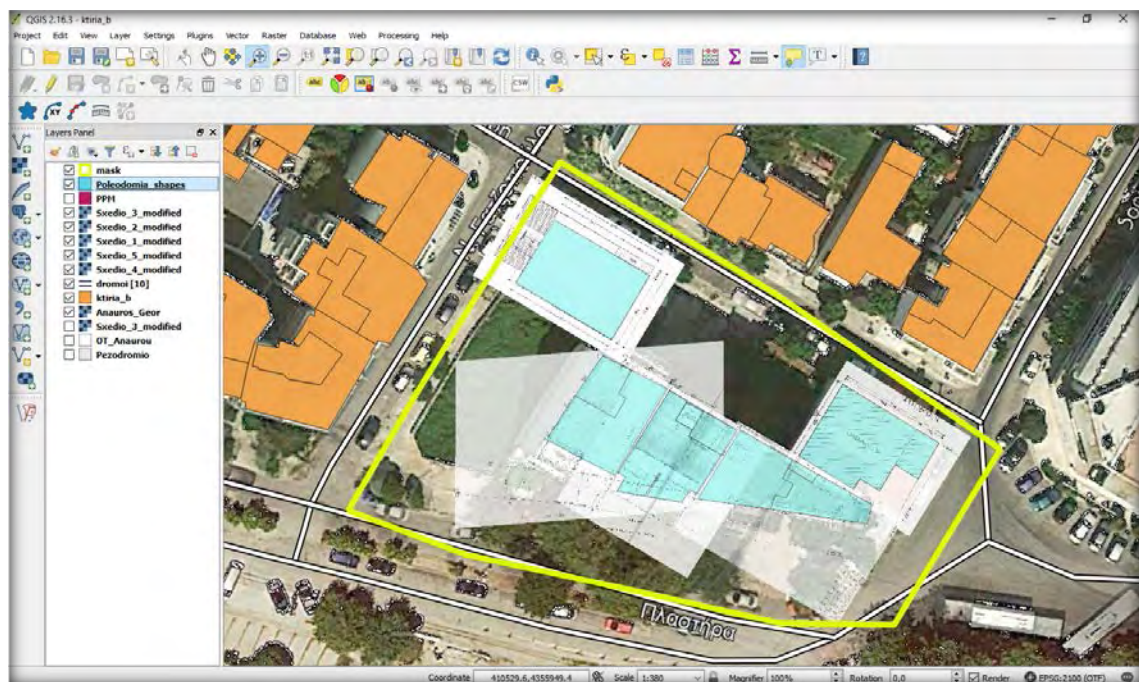 QGIS 2.16.3 - ktiria_b
Project Edit View Layer Settings Plugins Vector Raster Database Web Processing Help
Layers Panel
mask
Poleodomia_shapes
PPM
Sxedio_3_modified
Sxedio_2_modified
Sxedio_1_modified
Sxedio_5_modified
Sxedio_4_modified
dromoi [10]
ktiria_b
Anauros_Geor
Sxedio_3_modified
OT_Anaurou
Pezodromio
Πλαστήρα
Coordinate 410529.6,4355949.4 Scale 1:380 Magnifier 100% Rotation 0,0 Render EPSG:2100 (OTF)